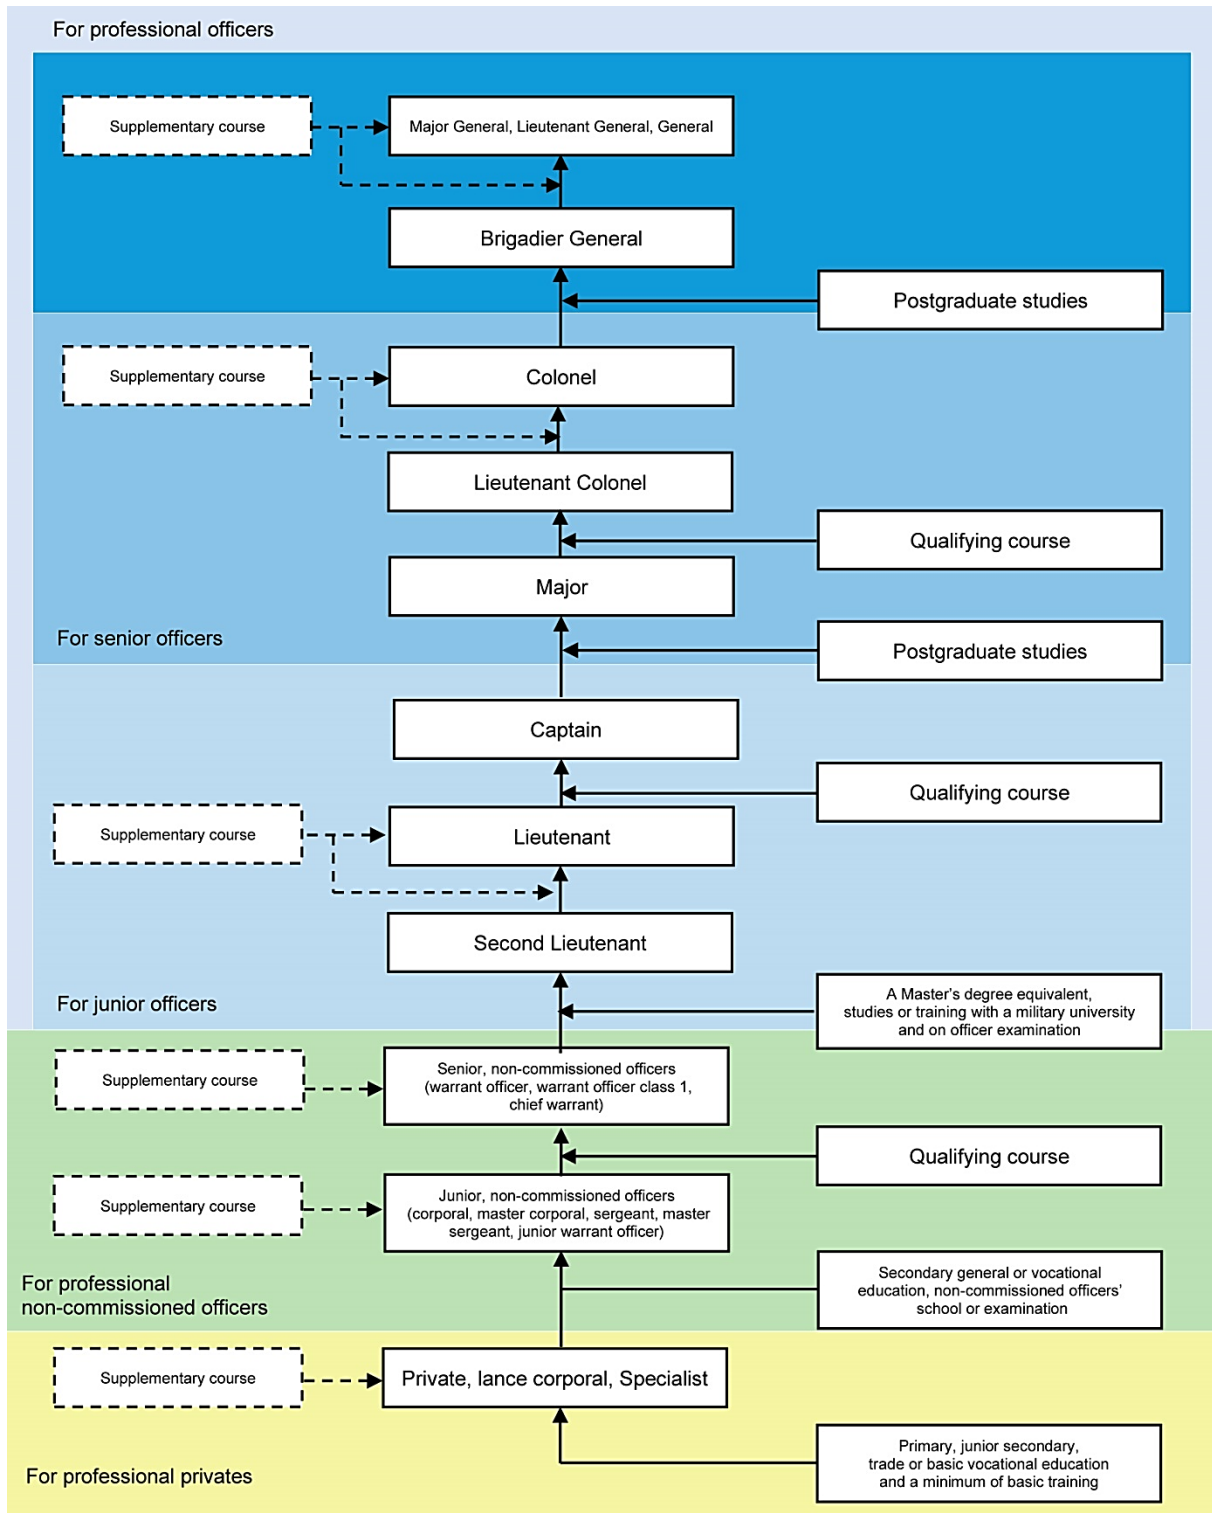 For professional officers
Supplementary course
Major General, Lieutenant General, General
Brigadier General
Postgraduate studies
Supplementary course
Colonel
Lieutenant Colonel
Qualifying course
Major
For senior officers
Postgraduate studies
Captain
Qualifying course
Supplementary course
Lieutenant
Second Lieutenant
For junior officers
A Master's degree equivalent,
studies or training with a military university
and on officer examination
Supplementary course
Senior, non-commissioned officers
(warrant officer, warrant officer class 1,
chief warrant)
Qualifying course
Supplementary course
Junior, non-commissioned officers
(corporal, master corporal, sergeant, master
sergeant, junior warrant officer)
For professional
non-commissioned officers
Secondary general or vocational
education, non-commissioned officers'
school or examination
Supplementary course
Private, lance corporal, Specialist
For professional privates
Primary, junior secondary,
trade or basic vocational education
and a minimum of basic training